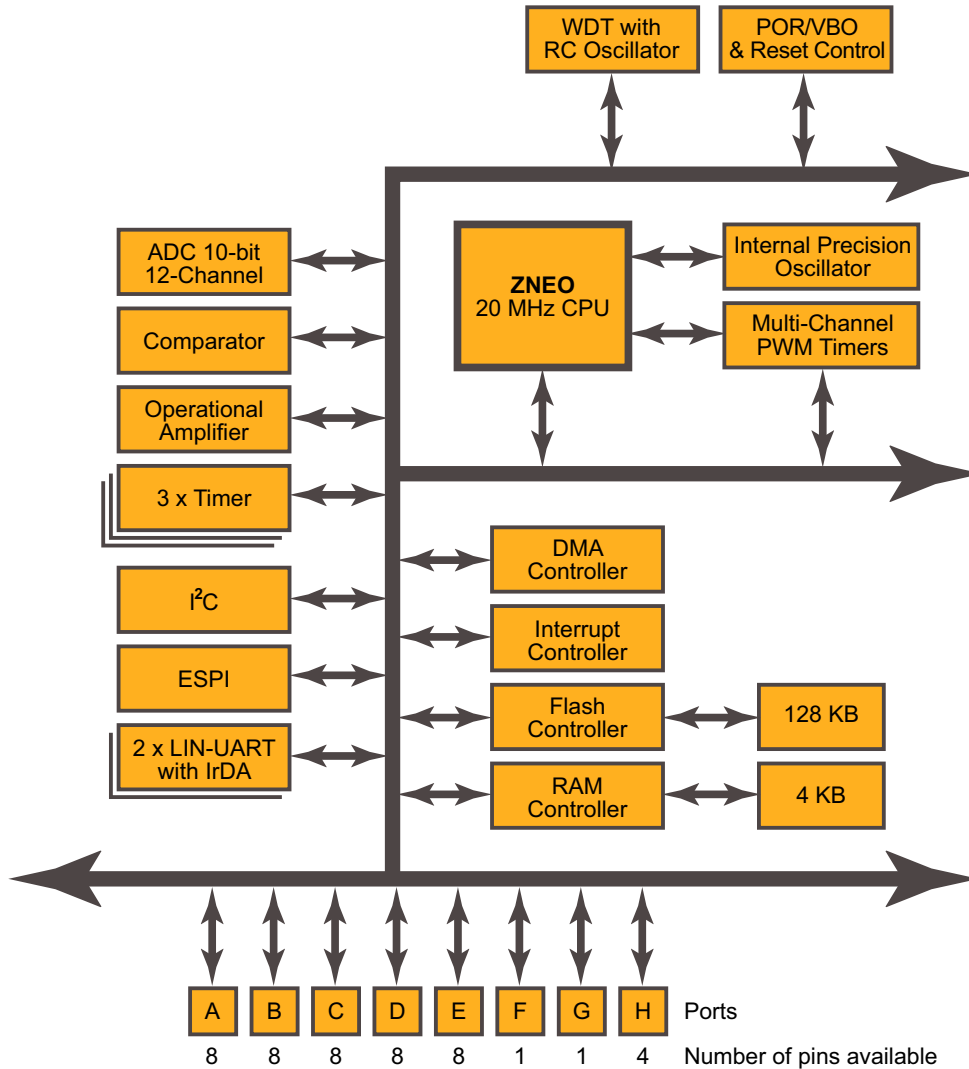 WDT with
RC Oscillator
POR/VBO
& Reset Control
ADC 10-bit
12-Channel
Comparator
Operational
Amplifier
3 x Timer
I²C
ESPI
2 x LIN-UART
with IrDA
ZNEO
20 MHz CPU
Internal Precision
Oscillator
Multi-Channel
PWM Timers
DMA
Controller
Interrupt
Controller
Flash
Controller
128 KB
RAM
Controller
4 KB
A B C D E F G H Ports
8 8 8 8 8 1 1 4 Number of pins available